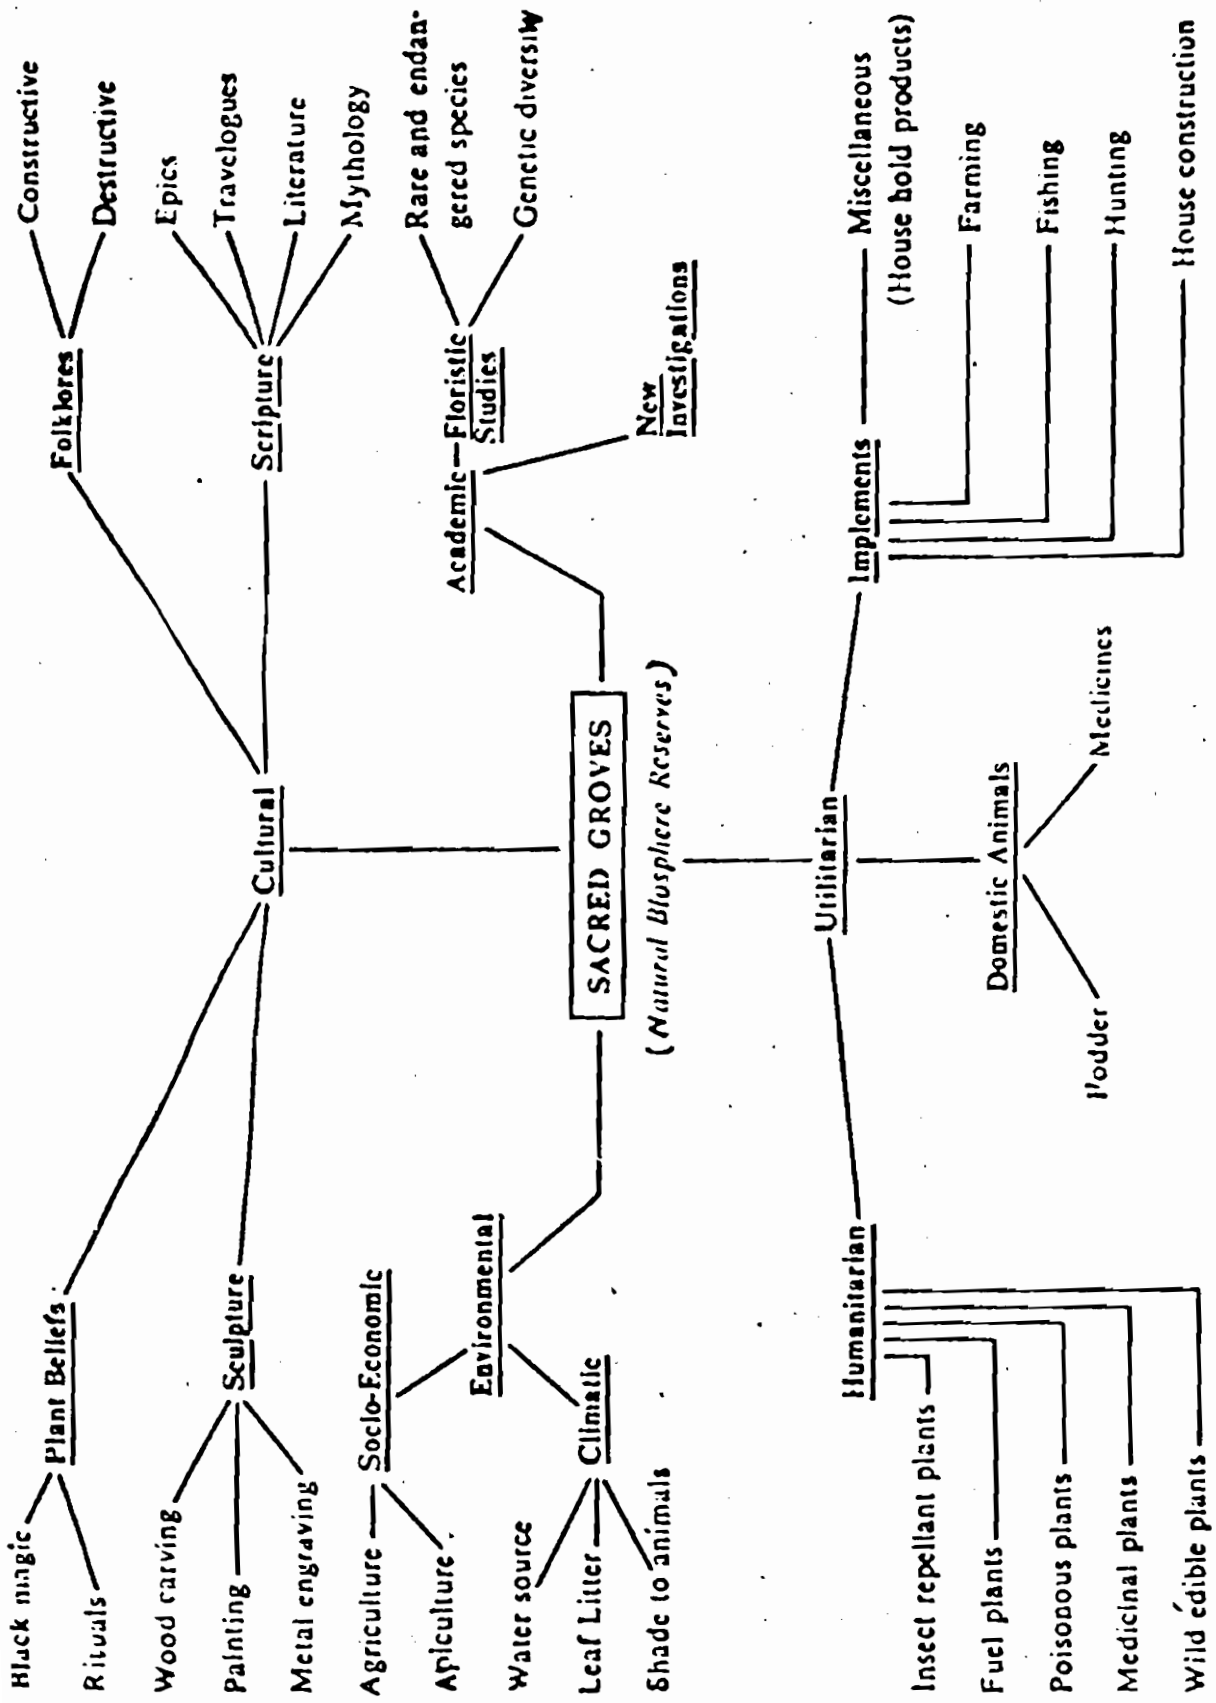 Black magic
Rituals
Plant Beliefs
Wood carving
Painting
Metal engraving
Sculpture
Cultural
Folklores
Constructive
Destructive
Scripture
Epics
Travelogues
Literature
Mythology
Agriculture
Apiculture
Socio-Economic
Environmental
Water source
Leaf Litter
Shade to animals
Climatic
SACRED GROVES
(Natural Biosphere Reserves)
Academic
Floristic
Studies
Rare and endan-
gered species
Genetic diversity
New
Investigations
Utilitarian
Humanitarian
Insect repellant plants
Fuel plants
Poisonous plants
Medicinal plants
Wild edible plants
Domestic Animals
Fodder
Medicines
Implements
Miscellaneous
(House hold products)
Farming
Fishing
Hunting
House construction